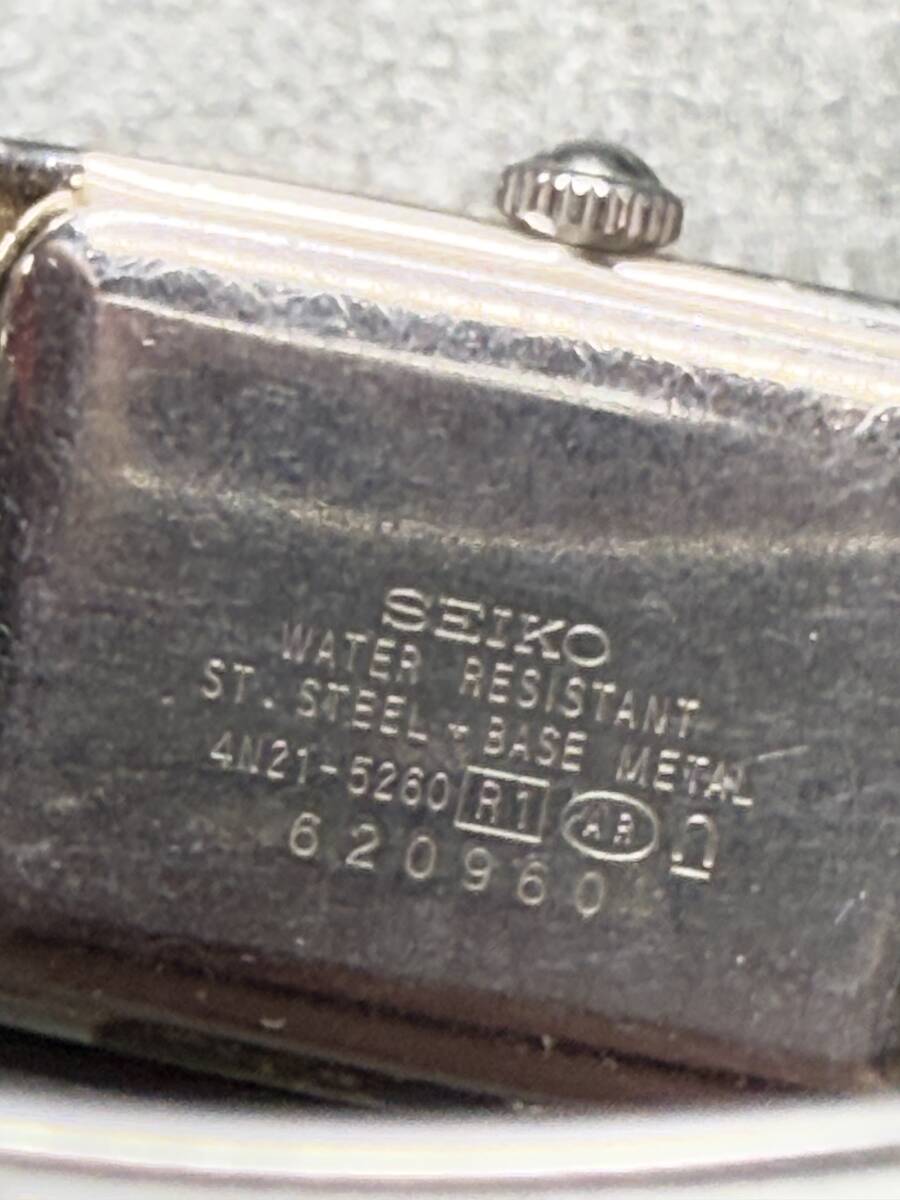 SEIKO
WATER RESISTANT
ST. STEEL + BASE METAL
4N21-5260 R1 AR Ω
620960